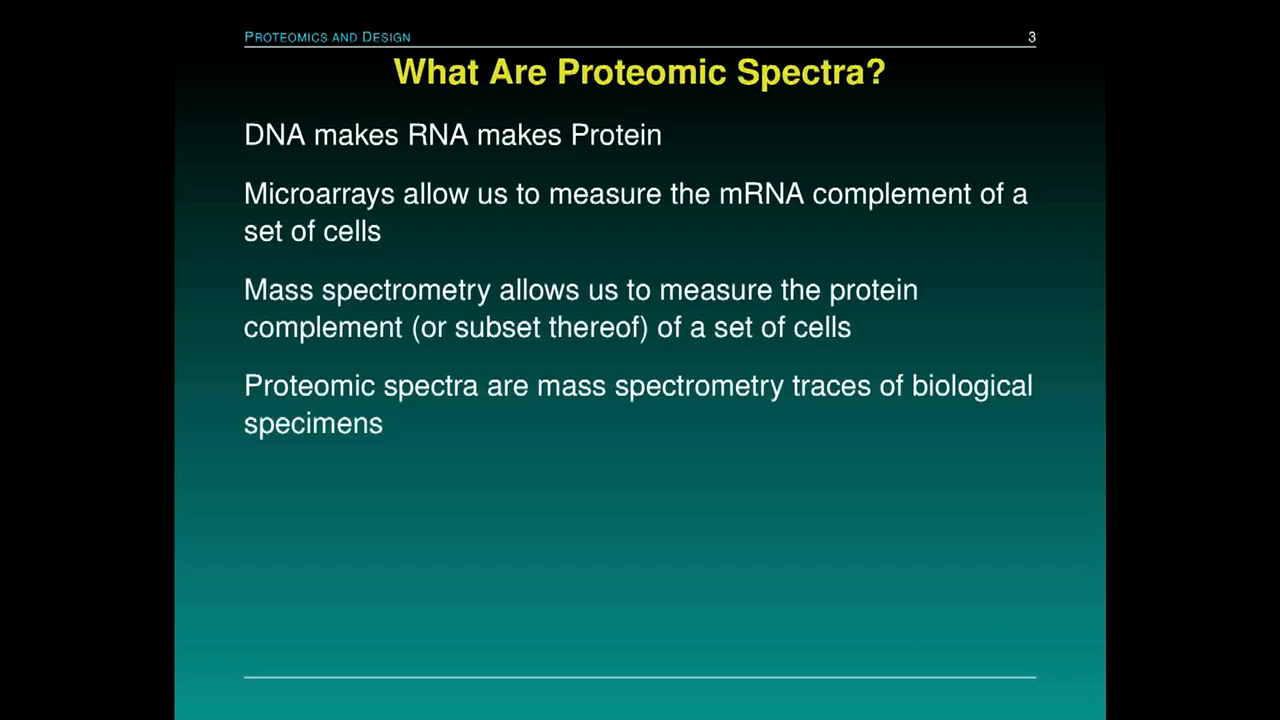 PROTEOMICS AND DESIGN 3
What Are Proteomic Spectra?
DNA makes RNA makes Protein
Microarrays allow us to measure the mRNA complement of a
set of cells
Mass spectrometry allows us to measure the protein
complement (or subset thereof) of a set of cells
Proteomic spectra are mass spectrometry traces of biological
specimens